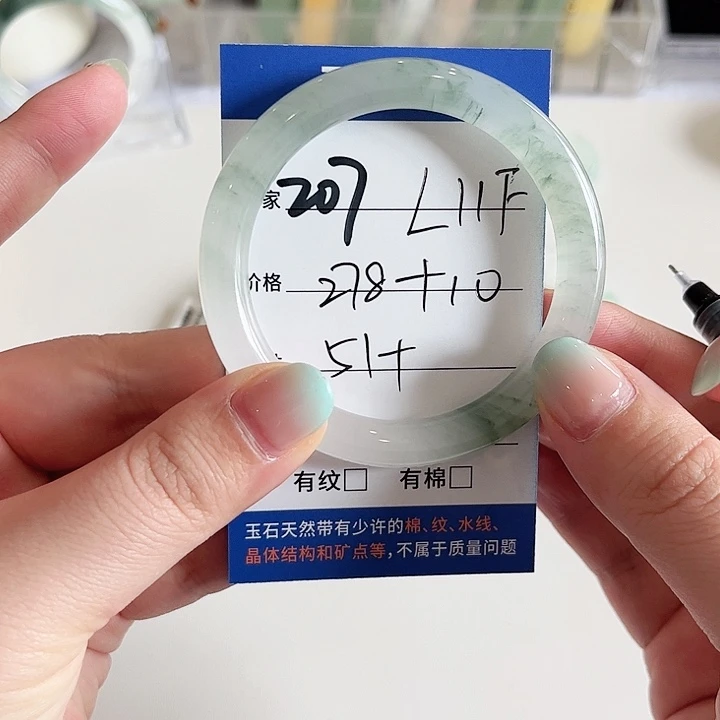 家 207 L11F
价格 278+10
51+
有纹□ 有棉□
玉石天然带有少许的棉、纹、水线、
晶体结构和矿点等,不属于质量问题